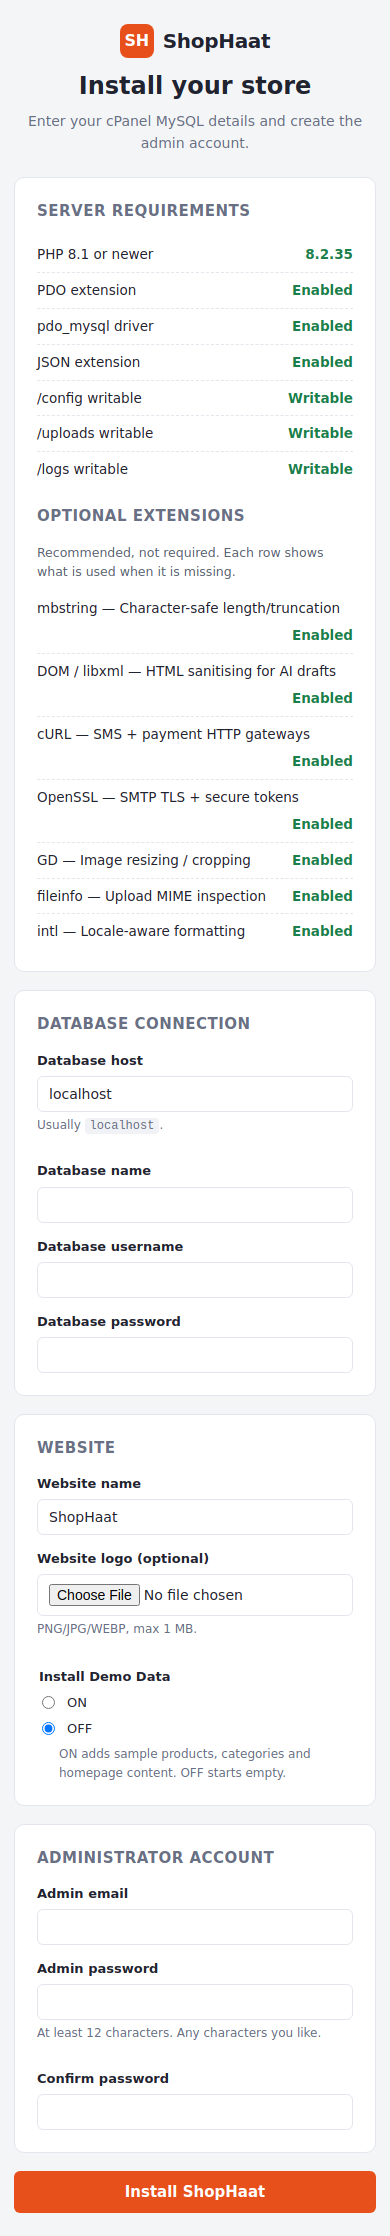 SH ShopHaat
Install your store
Enter your cPanel MySQL details and create the
admin account.
SERVER REQUIREMENTS
PHP 8.1 or newer 8.2.35
PDO extension Enabled
pdo_mysql driver Enabled
JSON extension Enabled
/config writable Writable
/uploads writable Writable
/logs writable Writable
OPTIONAL EXTENSIONS
Recommended, not required. Each row shows
what is used when it is missing.
mbstring — Character-safe length/truncation
Enabled
DOM / libxml — HTML sanitising for AI drafts
Enabled
cURL — SMS + payment HTTP gateways
Enabled
OpenSSL — SMTP TLS + secure tokens
Enabled
GD — Image resizing / cropping Enabled
fileinfo — Upload MIME inspection Enabled
intl — Locale-aware formatting Enabled
DATABASE CONNECTION
Database host
localhost
Usually localhost.
Database name
Database username
Database password
WEBSITE
Website name
ShopHaat
Website logo (optional)
Choose File No file chosen
PNG/JPG/WEBP, max 1 MB.
Install Demo Data
ON
OFF
ON adds sample products, categories and
homepage content. OFF starts empty.
ADMINISTRATOR ACCOUNT
Admin email
Admin password
At least 12 characters. Any characters you like.
Confirm password
Install ShopHaat